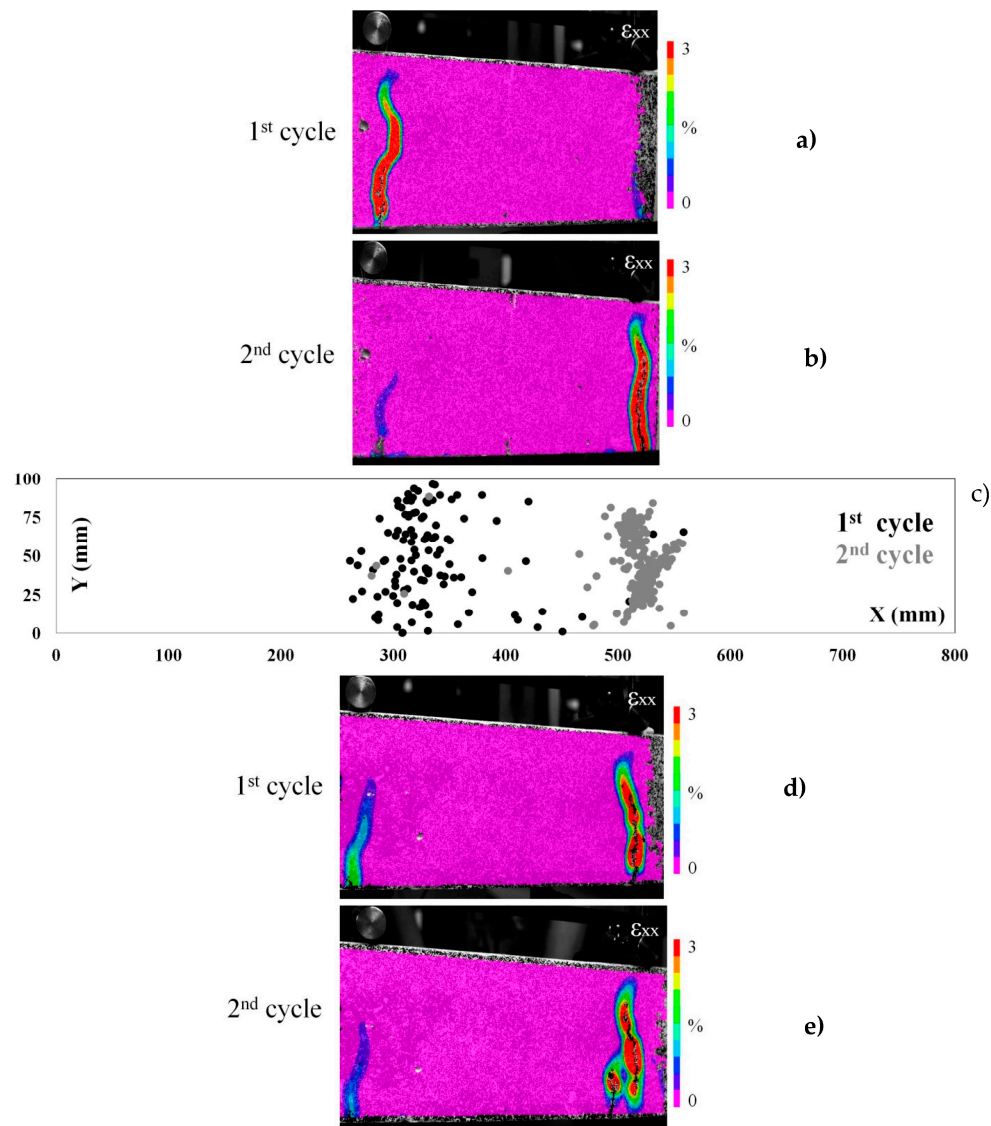 εxx
3
1st cycle
%
a)
0
εxx
3
2nd cycle
%
b)
0
100
c)
75
1st cycle
Y (mm)
50
2nd cycle
25
X (mm)
0
0 100 200 300 400 500 600 700 800
εxx
3
1st cycle
%
d)
0
εxx
3
2nd cycle
%
e)
0